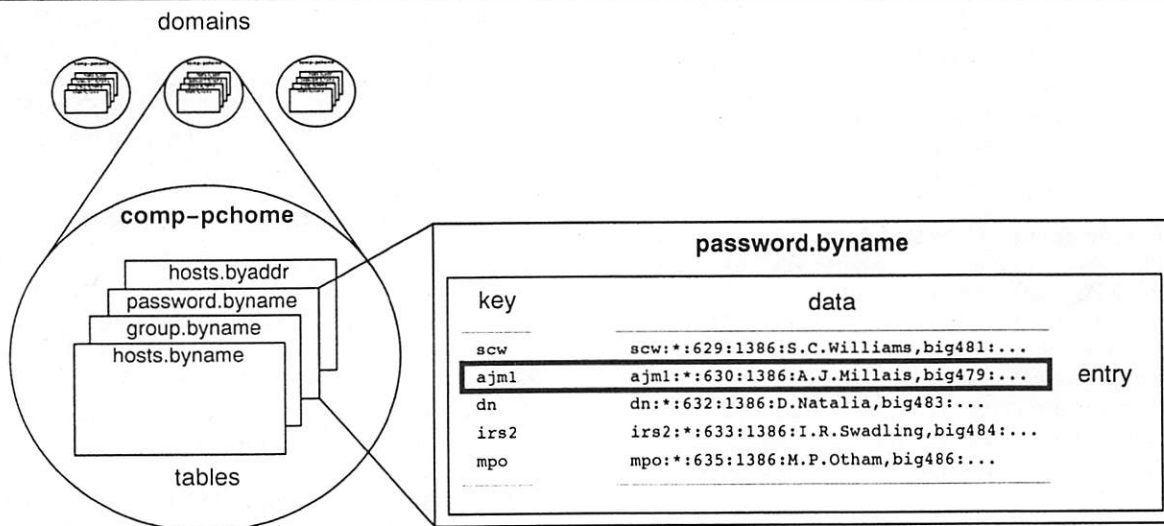 domains
comp-pchome
hosts.byaddr
password.byname
group.byname
hosts.byname
tables
password.byname
key data
scw scw:*:629:1386:S.C.Williams,big481:...
ajm1 ajm1:*:630:1386:A.J.Millais,big479:...
entry
dn dn:*:632:1386:D.Natalia,big483:...
irs2 irs2:*:633:1386:I.R.Swadling,big484:...
mpo mpo:*:635:1386:M.P.Otham,big486:...